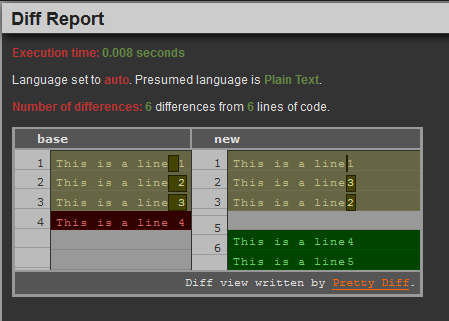 Diff Report
Execution time: 0.008 seconds
Language set to auto. Presumed language is Plain Text.
Number of differences: 6 differences from 6 lines of code.
base new
1 This is a line 1 1 This is a line1
2 This is a line 2 2 This is a line3
3 This is a line 3 3 This is a line2
4 This is a line 4
5 This is a line4
6 This is a line5
Diff view written by Pretty Diff.